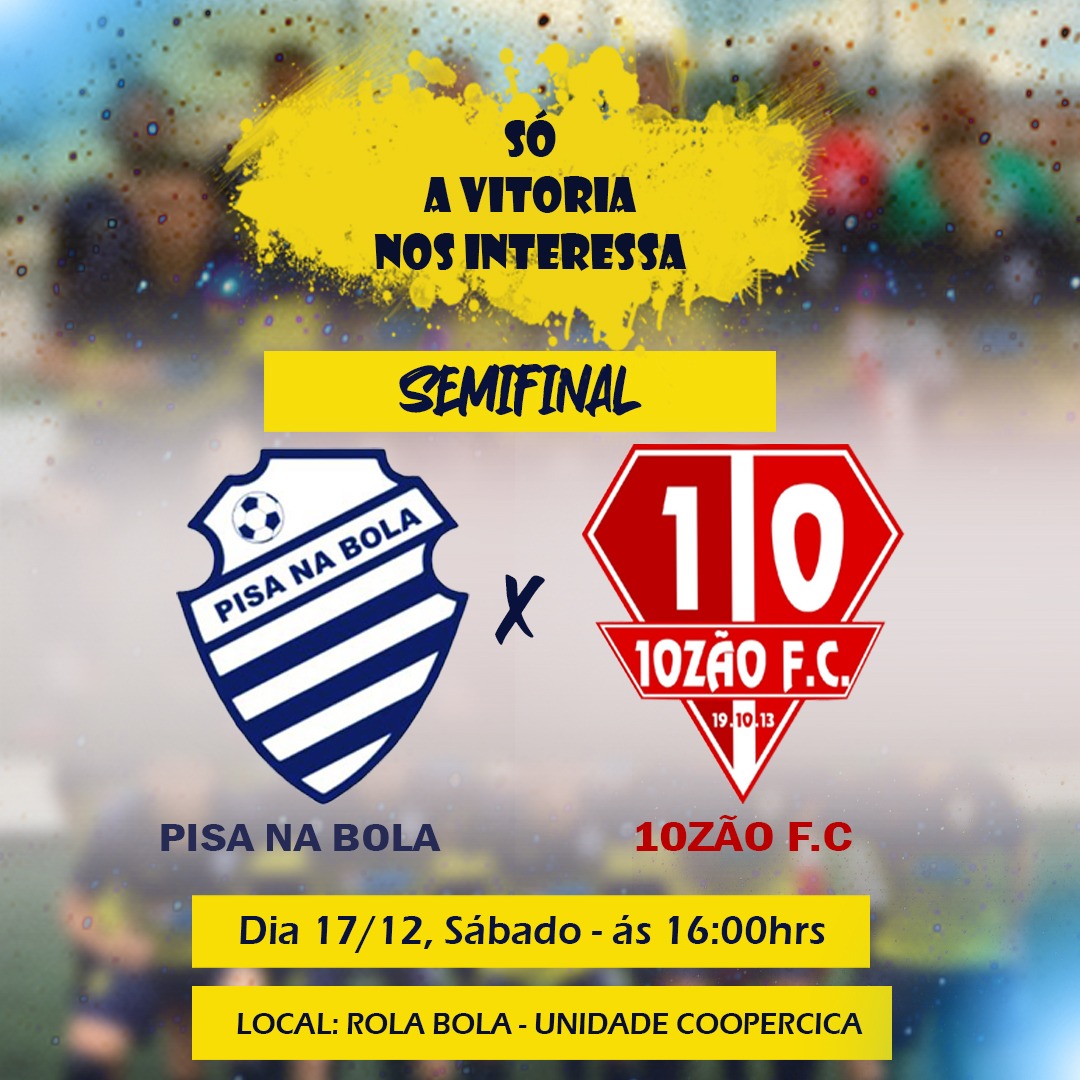 SÓ
A VITORIA
NOS INTERESSA
SEMIFINAL
PISA NA BOLA
X
10
10ZÃO F.C.
19.10.13
PISA NA BOLA
10ZÃO F.C
Dia 17/12, Sábado - ás 16:00hrs
LOCAL: ROLA BOLA - UNIDADE COOPERCICA